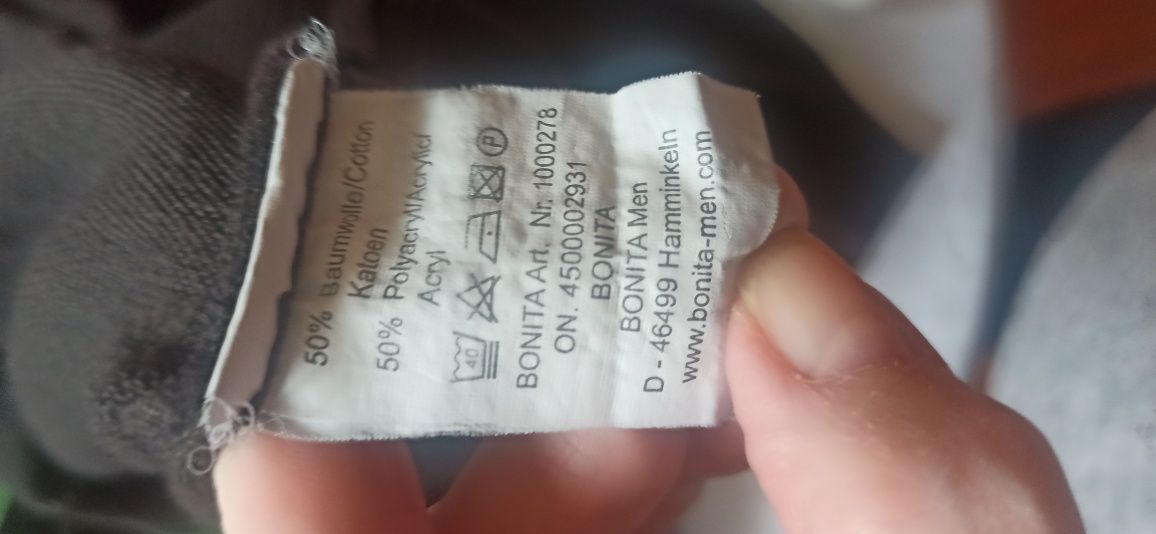 50% Baumwolle/Cotton
Katoen
50% Polyacryl/Acrylic/
Acryl
40 P
BONITA Art. Nr. 1000278
ON. 4500002931
BONITA
BONITA Men
D - 46499 Hamminkeln
www.bonita-men.com